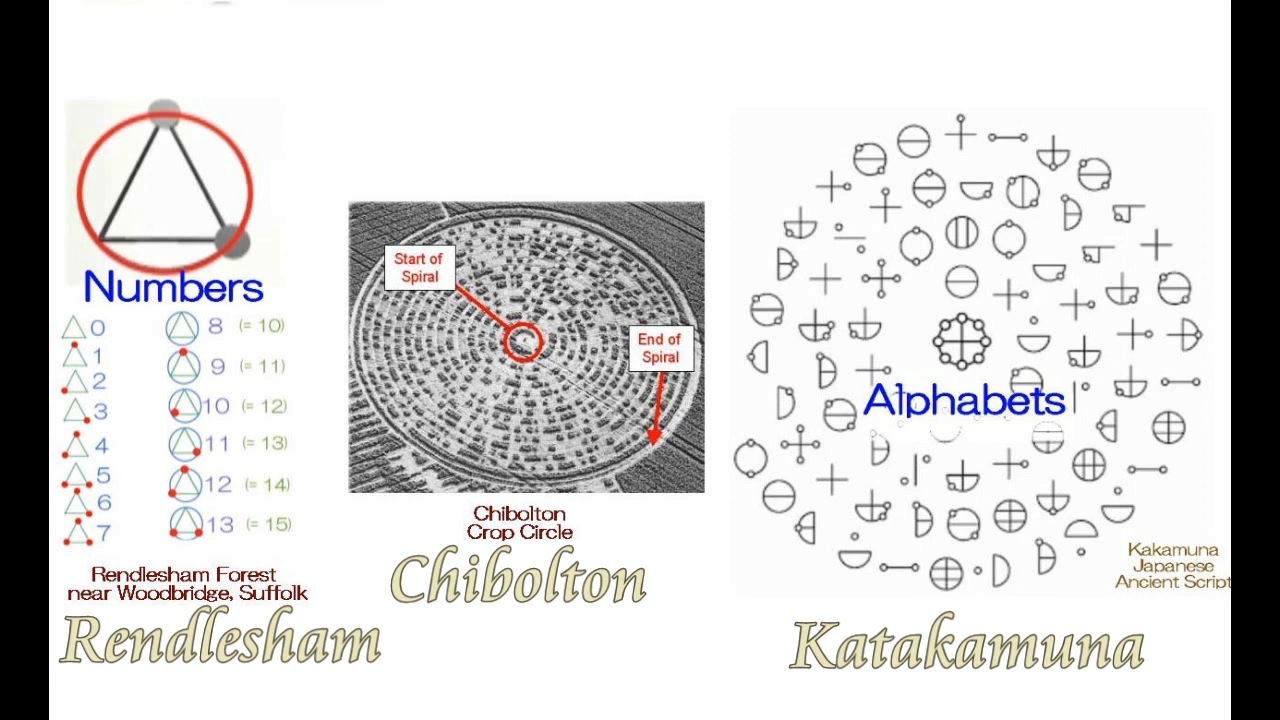 Numbers
0
1
2
3
4
5
6
7
8 (= 10)
9 (= 11)
10 (= 12)
11 (= 13)
12 (= 14)
13 (= 15)
Rendlesham Forest
near Woodbridge, Suffolk
Rendlesham
Start of
Spiral
End of
Spiral
Chibolton
Crop Circle
Chibolton
Alphabets
Kakamuna
Japanese
Ancient Script
Katakamuna